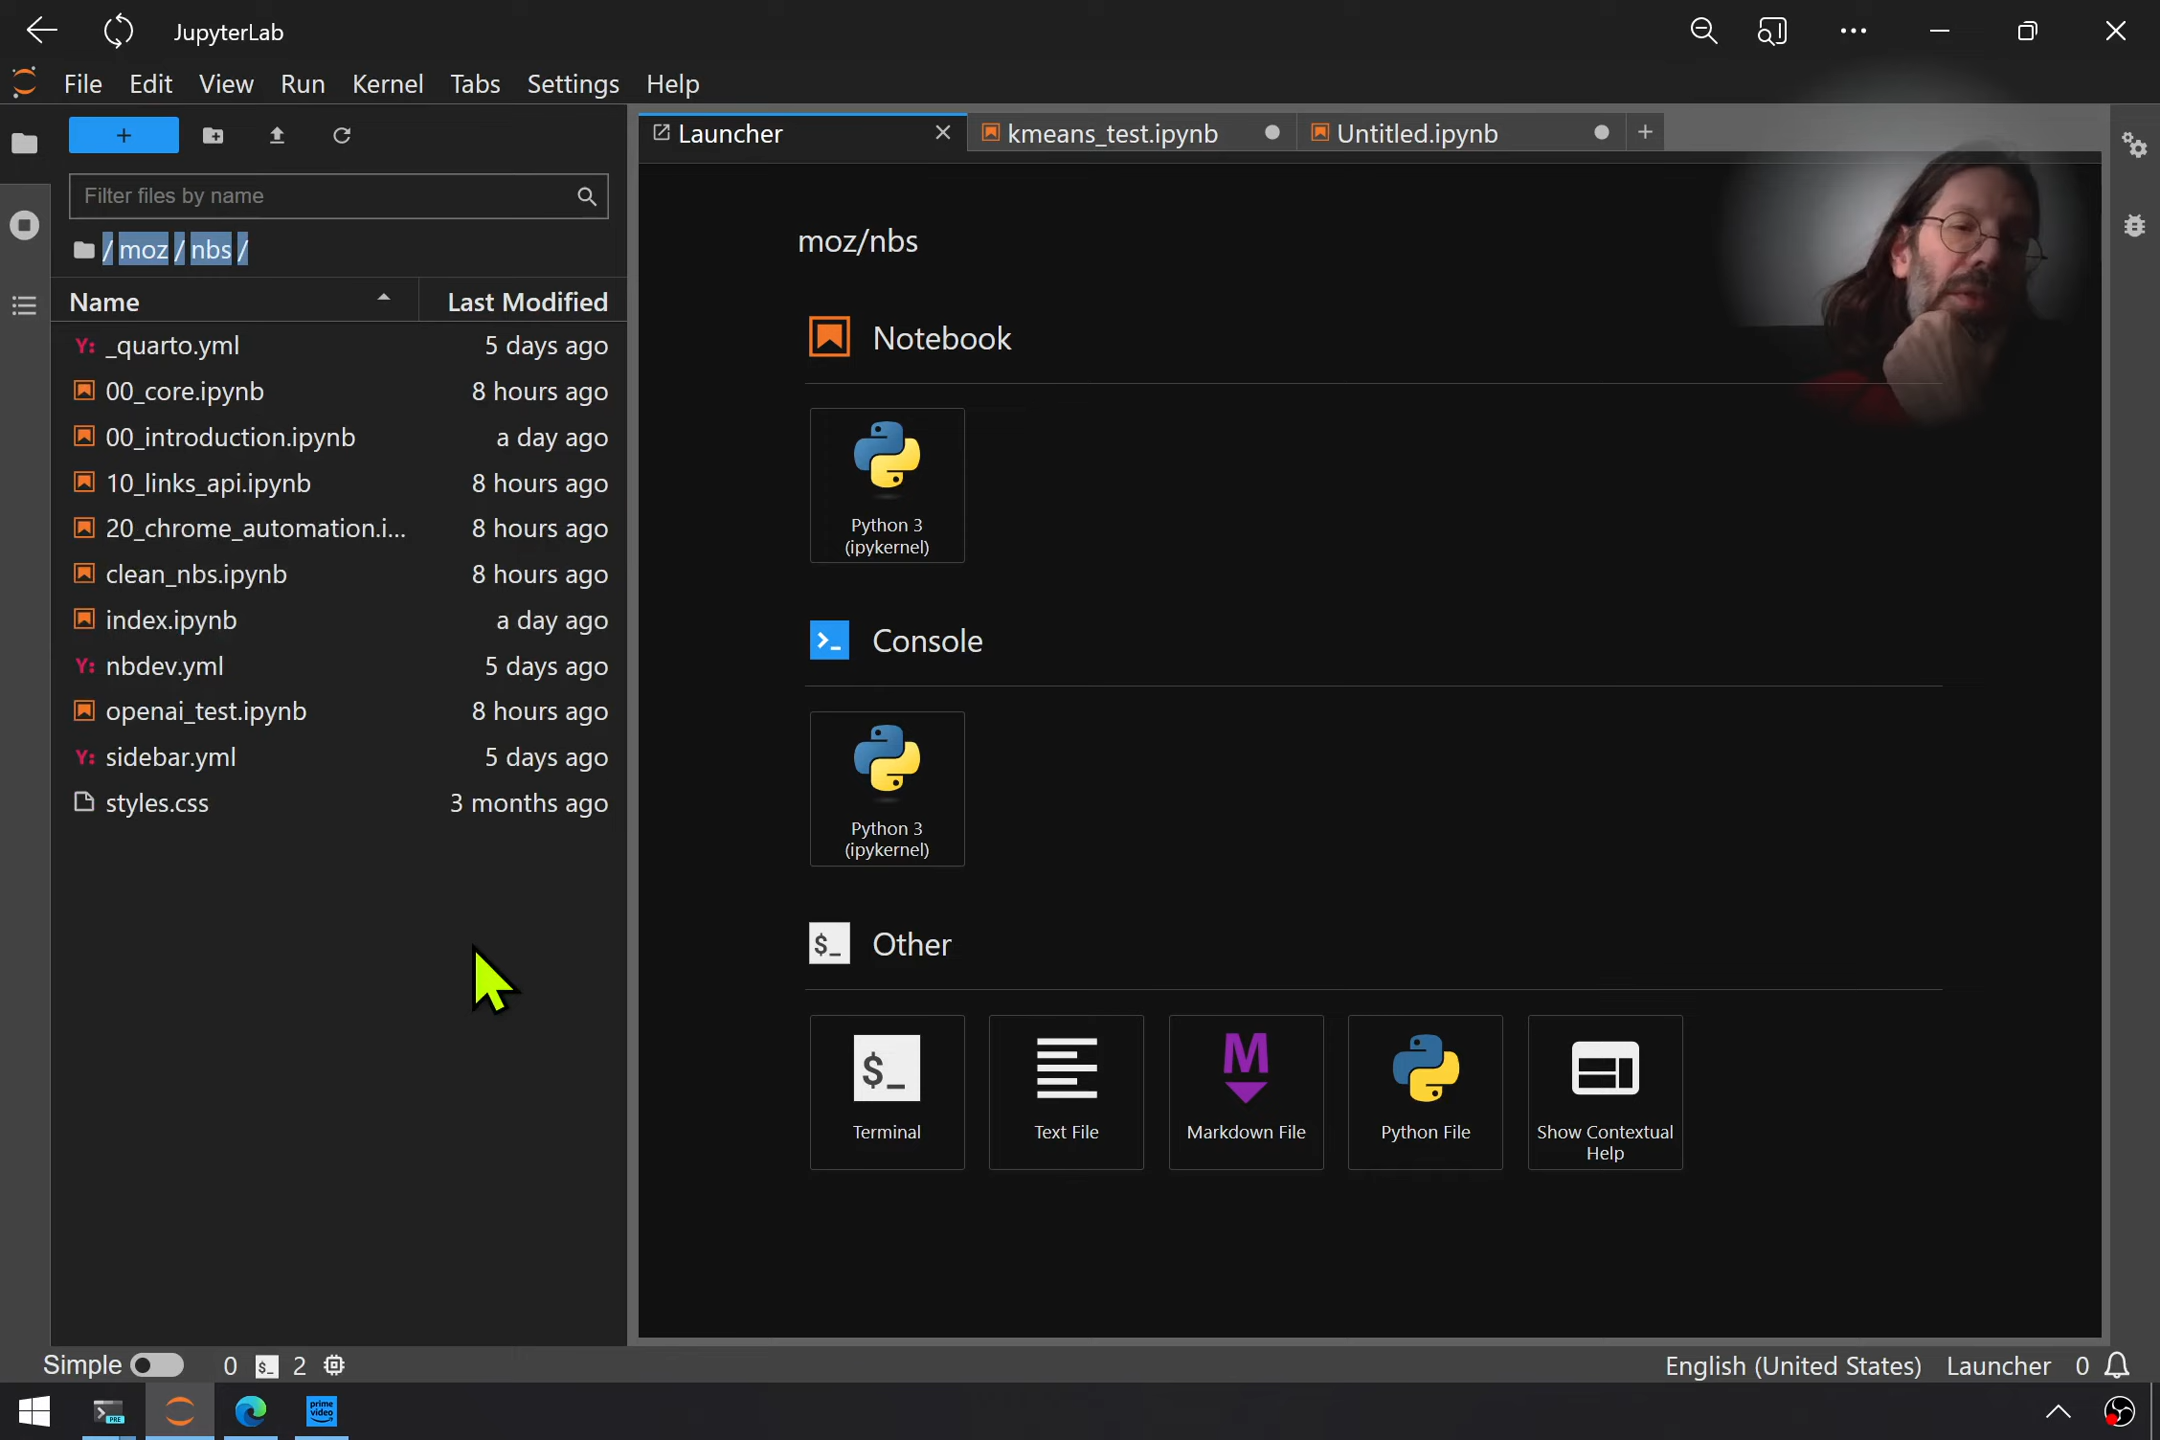 JupyterLab
File Edit View Run Kernel Tabs Settings Help
+
Launcher kmeans_test.ipynb Untitled.ipynb +
Filter files by name
/ moz / nbs /
Name Last Modified
Y: _quarto.yml 5 days ago
00_core.ipynb 8 hours ago
00_introduction.ipynb a day ago
10_links_api.ipynb 8 hours ago
20_chrome_automation.i... 8 hours ago
clean_nbs.ipynb 8 hours ago
index.ipynb a day ago
Y: nbdev.yml 5 days ago
openai_test.ipynb 8 hours ago
Y: sidebar.yml 5 days ago
styles.css 3 months ago
moz/nbs
Notebook
Python 3
(ipykernel)
>_ Console
Python 3
(ipykernel)
$_ Other
$_
Terminal
Text File
M
Markdown File
Python File
Show Contextual
Help
Simple 0 $_ 2
English (United States) Launcher 0
PRE
prime
video